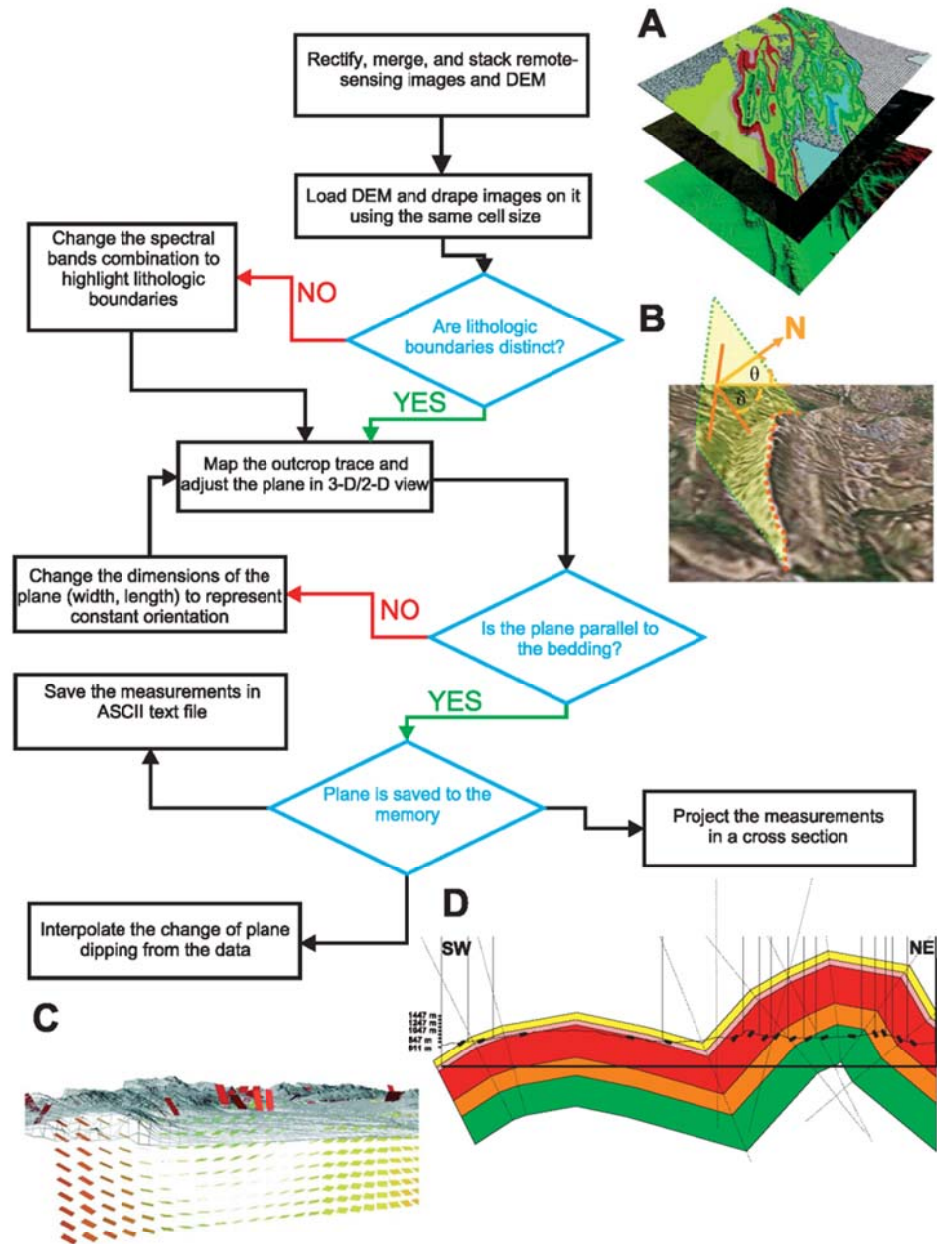 A
Rectify, merge, and stack remote-
sensing images and DEM
Load DEM and drape images on it
using the same cell size
Change the spectral
bands combination to
highlight lithologic
boundaries
NO
Are lithologic
boundaries distinct?
B
N
θ
δ
YES
Map the outcrop trace and
adjust the plane in 3-D/2-D view
Change the dimensions of the
plane (width, length) to represent
constant orientation
NO
Is the plane parallel to
the bedding?
YES
Save the measurements in
ASCII text file
Plane is saved to the
memory
Project the measurements
in a cross section
Interpolate the change of plane
dipping from the data
D
SW
NE
1447 m
1247 m
1047 m
847 m
911 m
C